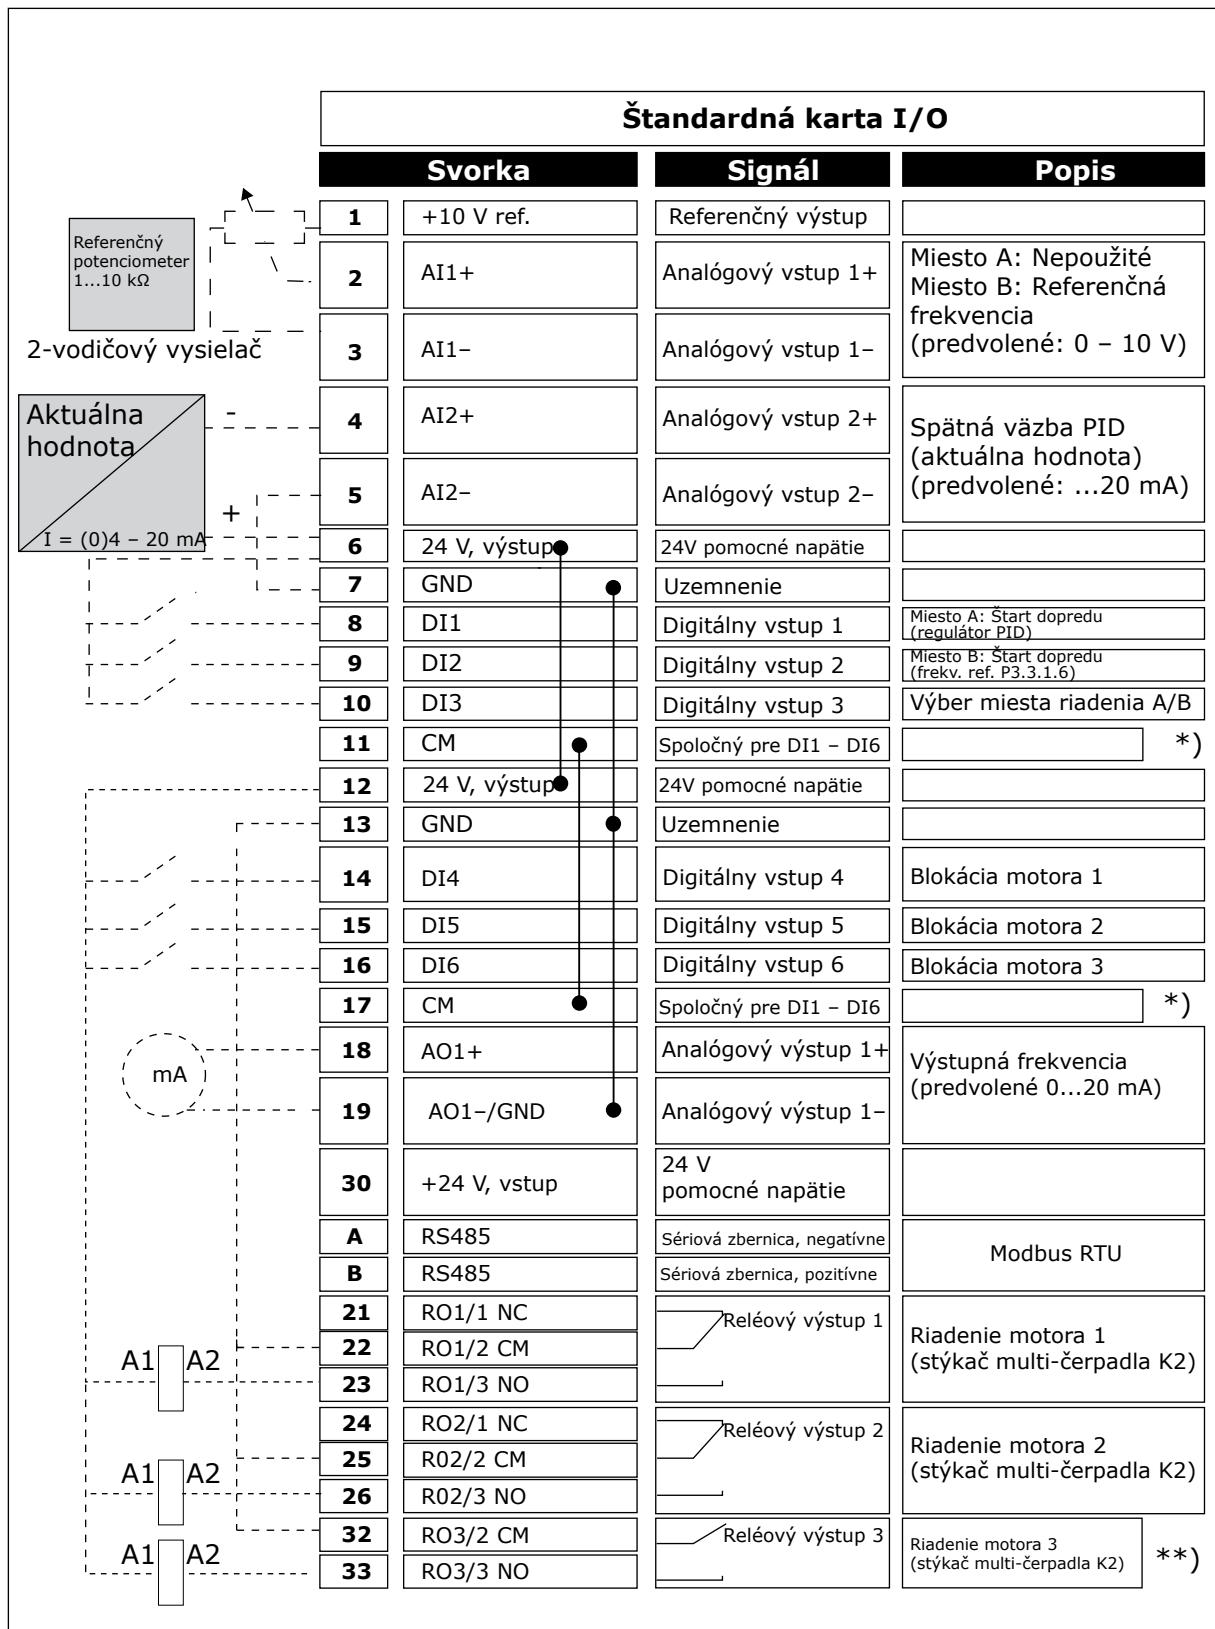 Štandardná karta I/O
Svorka Signál Popis
Referenčný
potenciometer
1...10 kΩ
2-vodičový vysielač
Aktuálna
hodnota
-
+
I = (0)4 – 20 mA
1 +10 V ref. Referenčný výstup
2 AI1+ Analógový vstup 1+
3 AI1– Analógový vstup 1–
Miesto A: Nepoužité
Miesto B: Referenčná
frekvencia
(predvolené: 0 – 10 V)
4 AI2+ Analógový vstup 2+
5 AI2– Analógový vstup 2–
Spätná väzba PID
(aktuálna hodnota)
(predvolené: ...20 mA)
6 24 V, výstup 24V pomocné napätie
7 GND Uzemnenie
8 DI1 Digitálny vstup 1
Miesto A: Štart dopredu
(regulátor PID)
9 DI2 Digitálny vstup 2
Miesto B: Štart dopredu
(frekv. ref. P3.3.1.6)
10 DI3 Digitálny vstup 3 Výber miesta riadenia A/B
11 CM Spoločný pre DI1 – DI6 *)
12 24 V, výstup 24V pomocné napätie
13 GND Uzemnenie
14 DI4 Digitálny vstup 4 Blokácia motora 1
15 DI5 Digitálny vstup 5 Blokácia motora 2
16 DI6 Digitálny vstup 6 Blokácia motora 3
17 CM Spoločný pre DI1 – DI6 *)
mA
18 AO1+ Analógový výstup 1+
19 AO1–/GND Analógový výstup 1–
Výstupná frekvencia
(predvolené 0...20 mA)
30 +24 V, vstup
24 V
pomocné napätie
A RS485 Sériová zbernica, negatívne
B RS485 Sériová zbernica, pozitívne
Modbus RTU
21 RO1/1 NC Reléový výstup 1
22 RO1/2 CM
23 RO1/3 NO
A1 A2
Riadenie motora 1
(stýkač multi-čerpadla K2)
24 RO2/1 NC Reléový výstup 2
25 R02/2 CM
26 R02/3 NO
A1 A2
Riadenie motora 2
(stýkač multi-čerpadla K2)
32 RO3/2 CM Reléový výstup 3
33 RO3/3 NO
A1 A2
Riadenie motora 3
(stýkač multi-čerpadla K2)
**)